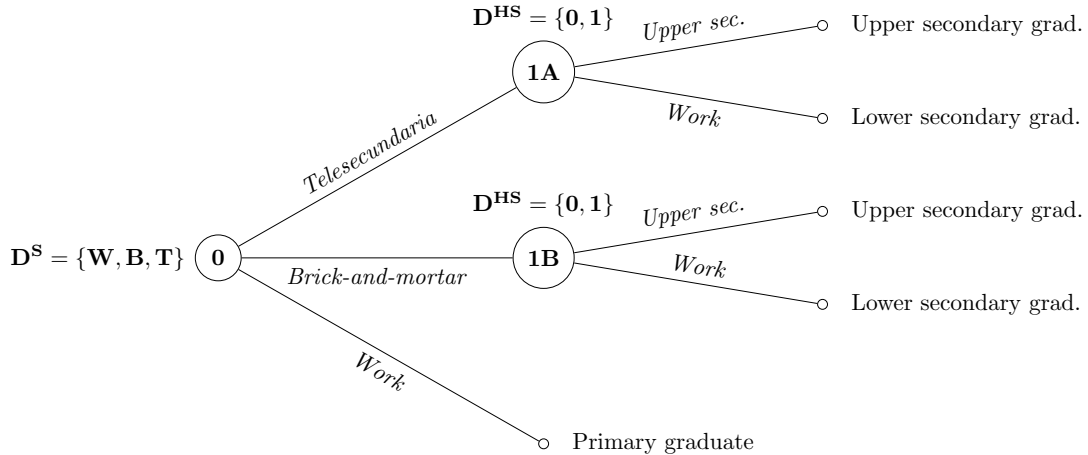 D^HS = {0, 1}
Upper sec.
Upper secondary grad.
1A
Work
Lower secondary grad.
Telesecundaria
D^HS = {0, 1}
Upper sec.
Upper secondary grad.
D^S = {W, B, T}
0
Brick-and-mortar
1B
Work
Lower secondary grad.
Work
Primary graduate